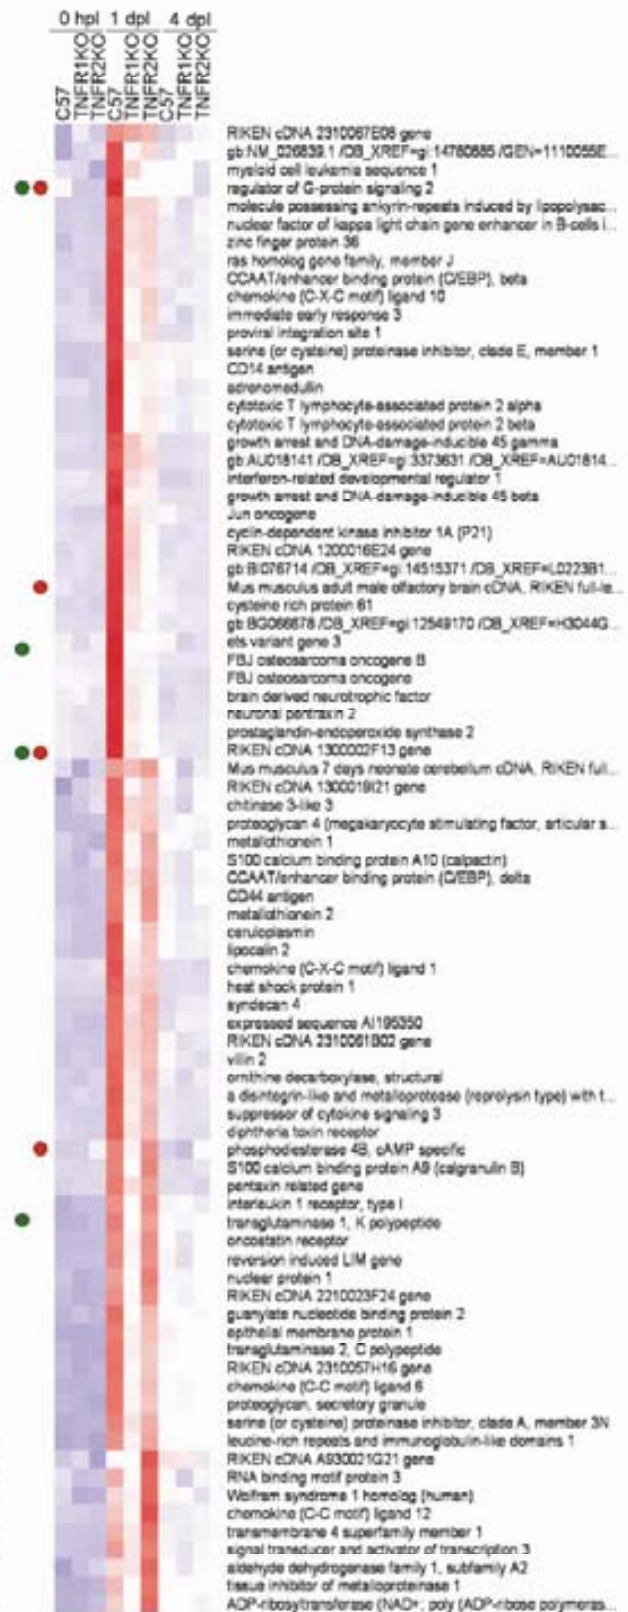 0 hpl 1 dpl 4 dpl
C57 TNFR1KO TNFR2KO C57 TNFR1KO TNFR2KO C57 TNFR1KO TNFR2KO
RIKEN cDNA 2310067E08 gene
gb:NM_026839.1 /DB_XREF=gi:14780885 /GEN=1110055E...
myeloid cell leukemia sequence 1
regulator of G-protein signaling 2
molecule possessing ankyrin-repeats induced by lipopolysac...
nuclear factor of kappa light chain gene enhancer in B-cells i...
zinc finger protein 36
ras homolog gene family, member J
CCAAT/enhancer binding protein (C/EBP), beta
chemokine (C-X-C motif) ligand 10
immediate early response 3
proviral integration site 1
serine (or cysteine) proteinase inhibitor, clade E, member 1
CD14 antigen
adrenomedullin
cytotoxic T lymphocyte-associated protein 2 alpha
cytotoxic T lymphocyte-associated protein 2 beta
growth arrest and DNA-damage-inducible 45 gamma
gb:AU018141 /DB_XREF=gi:3373631 /DB_XREF=AU01814...
interferon-related developmental regulator 1
growth arrest and DNA-damage-inducible 45 beta
Jun oncogene
cyclin-dependent kinase inhibitor 1A (P21)
RIKEN cDNA 1200016E24 gene
gb:BI076714 /DB_XREF=gi:14515371 /DB_XREF=L0223B1...
Mus musculus adult male olfactory brain cDNA, RIKEN full-le...
cysteine rich protein 61
gb:BG066678 /DB_XREF=gi:12549170 /DB_XREF=H3044G...
ets variant gene 3
FBJ osteosarcoma oncogene B
FBJ osteosarcoma oncogene
brain derived neurotrophic factor
neuronal pentraxin 2
prostaglandin-endoperoxide synthase 2
RIKEN cDNA 1300002F13 gene
Mus musculus 7 days neonate cerebellum cDNA, RIKEN full...
RIKEN cDNA 1300019I21 gene
chitinase 3-like 3
proteoglycan 4 (megakaryocyte stimulating factor, articular s...
metallothionein 1
S100 calcium binding protein A10 (calpactin)
CCAAT/enhancer binding protein (C/EBP), delta
CD44 antigen
metallothionein 2
ceruloplasmin
lipocalin 2
chemokine (C-X-C motif) ligand 1
heat shock protein 1
syndecan 4
expressed sequence AI195350
RIKEN cDNA 2310061B02 gene
villin 2
ornithine decarboxylase, structural
a disintegrin-like and metalloprotease (reprolysin type) with t...
suppressor of cytokine signaling 3
diphtheria toxin receptor
phosphodiesterase 4B, cAMP specific
S100 calcium binding protein A9 (calgranulin B)
pentaxin related gene
interleukin 1 receptor, type I
transglutaminase 1, K polypeptide
oncostatin receptor
reversion induced LIM gene
nuclear protein 1
RIKEN cDNA 2210023F24 gene
guanylate nucleotide binding protein 2
epithelial membrane protein 1
transglutaminase 2, C polypeptide
RIKEN cDNA 2310057H16 gene
chemokine (C-C motif) ligand 6
proteoglycan, secretory granule
serine (or cysteine) proteinase inhibitor, clade A, member 3N
leucine-rich repeats and immunoglobulin-like domains 1
RIKEN cDNA A930021G21 gene
RNA binding motif protein 3
Wolfram syndrome 1 homolog (human)
chemokine (C-C motif) ligand 12
transmembrane 4 superfamily member 1
signal transducer and activator of transcription 3
aldehyde dehydrogenase family 1, subfamily A2
tissue inhibitor of metalloproteinase 1
ADP-ribosyltransferase (NAD+; poly (ADP-ribose polymeras...